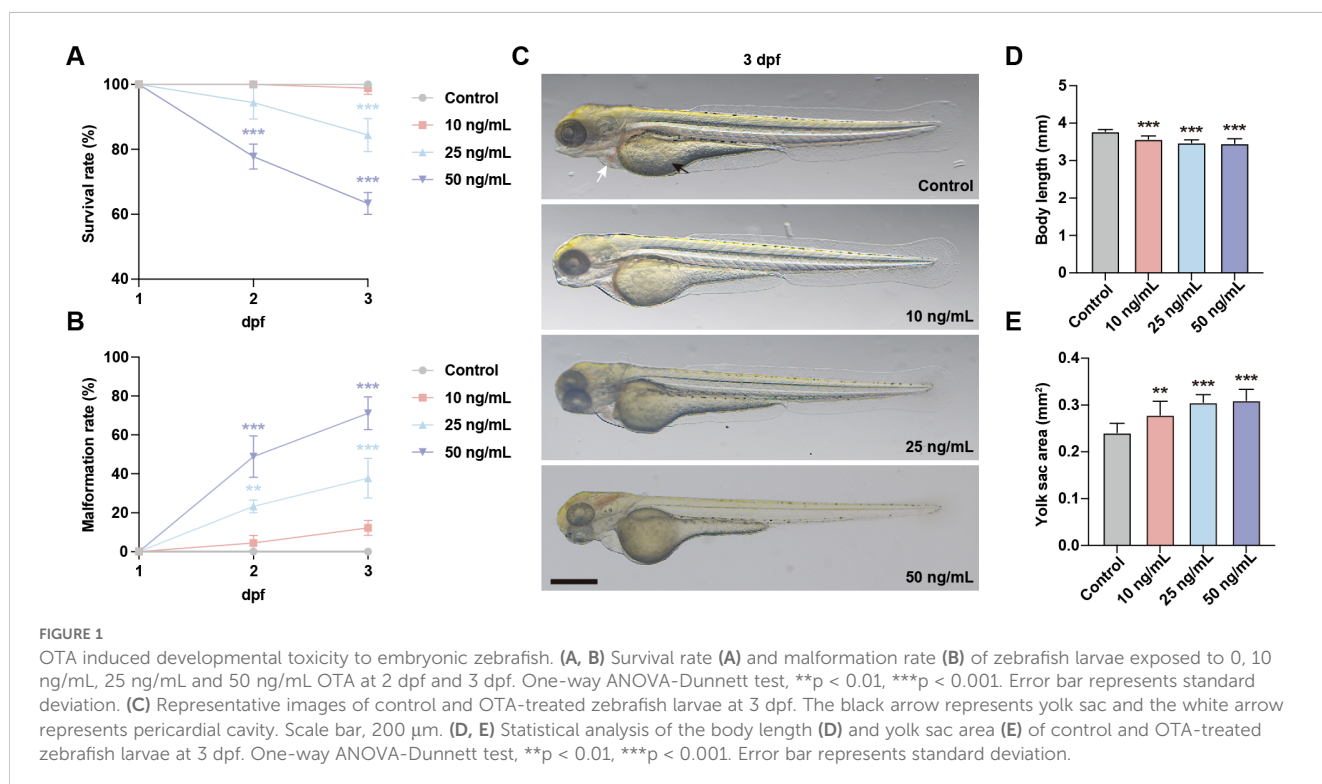 A
Survival rate (%)
100
80
60
40
***
***
***
1
2
3
dpf
Control
10 ng/mL
25 ng/mL
50 ng/mL
B
Malformation rate (%)
100
80
60
40
20
0
***
**
***
***
1
2
3
dpf
Control
10 ng/mL
25 ng/mL
50 ng/mL
C
3 dpf
Control
10 ng/mL
25 ng/mL
50 ng/mL
D
Body length (mm)
5
4
3
2
1
0
***
***
***
Control
10 ng/mL
25 ng/mL
50 ng/mL
E
Yolk sac area (mm²)
0.4
0.3
0.2
0.1
0.0
**
***
***
Control
10 ng/mL
25 ng/mL
50 ng/mL
FIGURE 1
OTA induced developmental toxicity to embryonic zebrafish. (A, B) Survival rate (A) and malformation rate (B) of zebrafish larvae exposed to 0, 10
ng/mL, 25 ng/mL and 50 ng/mL OTA at 2 dpf and 3 dpf. One-way ANOVA-Dunnett test, **p < 0.01, ***p < 0.001. Error bar represents standard
deviation. (C) Representative images of control and OTA-treated zebrafish larvae at 3 dpf. The black arrow represents yolk sac and the white arrow
represents pericardial cavity. Scale bar, 200 μm. (D, E) Statistical analysis of the body length (D) and yolk sac area (E) of control and OTA-treated
zebrafish larvae at 3 dpf. One-way ANOVA-Dunnett test, **p < 0.01, ***p < 0.001. Error bar represents standard deviation.